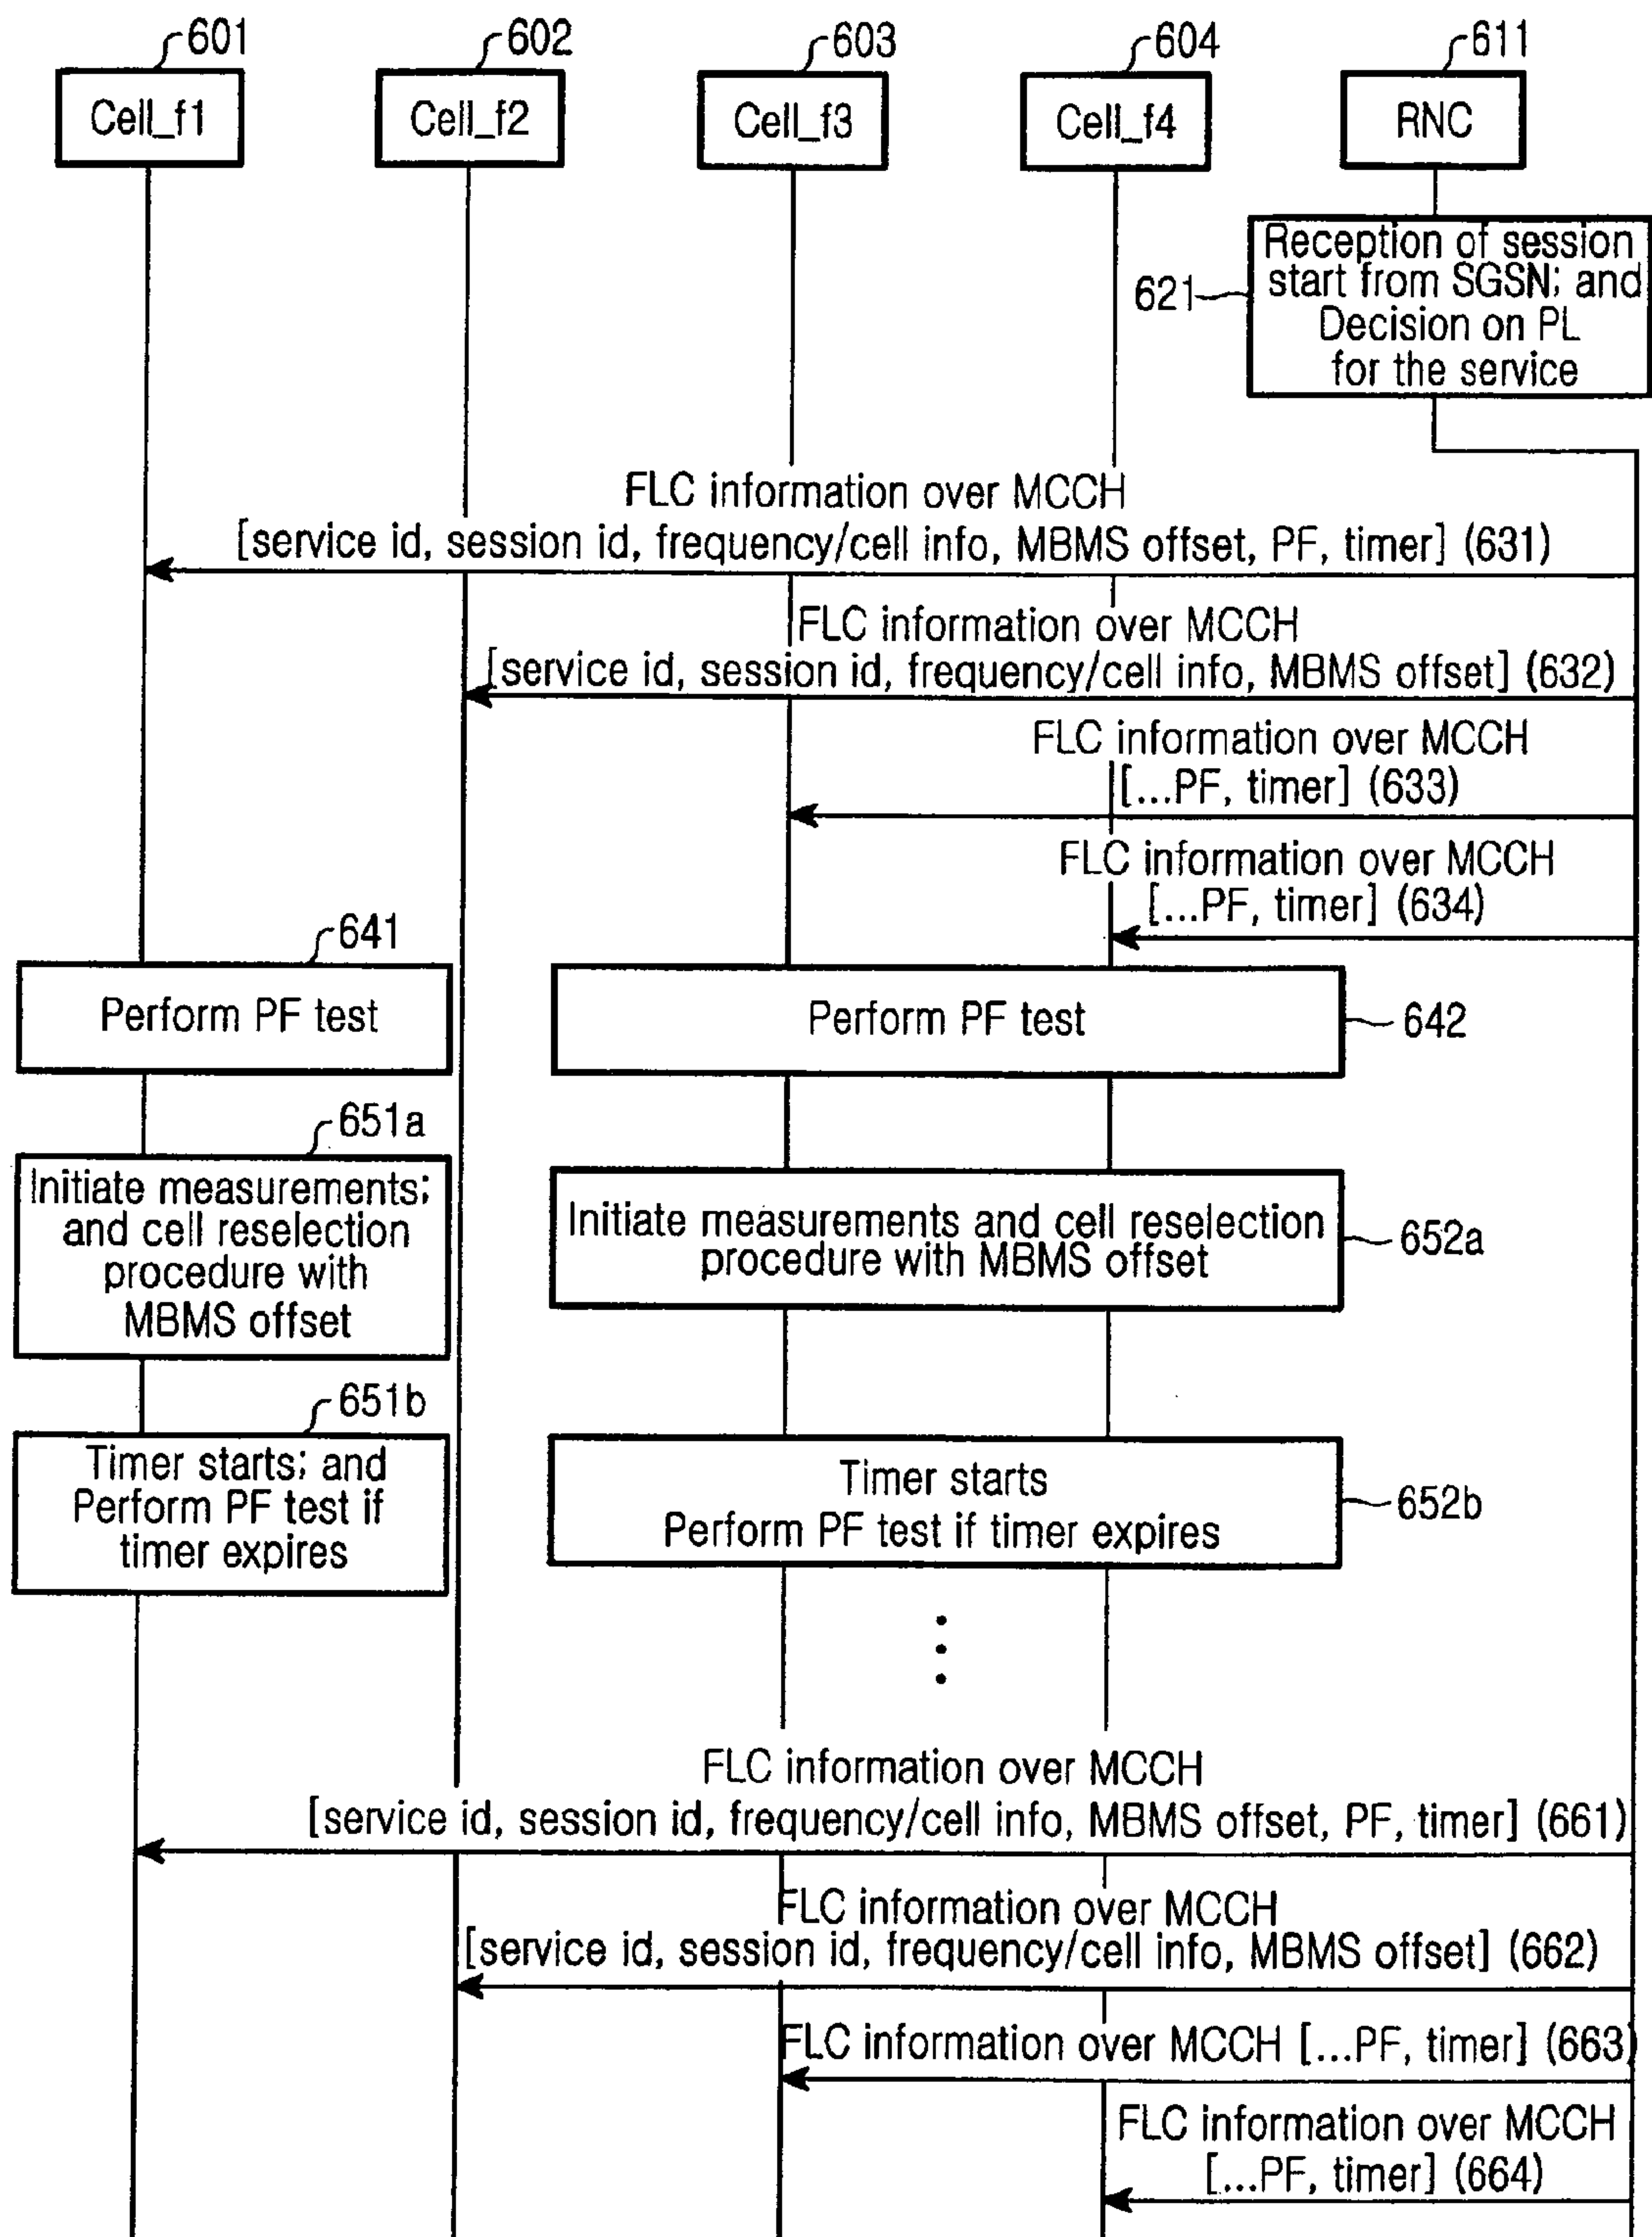 601
602
603
604
611
Cell_f1
Cell_f2
Cell_f3
Cell_f4
RNC
621
Reception of session
start from SGSN; and
Decision on PL
for the service
FLC information over MCCH
[service id, session id, frequency/cell info, MBMS offset, PF, timer] (631)
FLC information over MCCH
[service id, session id, frequency/cell info, MBMS offset] (632)
FLC information over MCCH
[...PF, timer] (633)
FLC information over MCCH
[...PF, timer] (634)
641
Perform PF test
Perform PF test
642
651a
Initiate measurements;
and cell reselection
procedure with
MBMS offset
Initiate measurements and cell reselection
procedure with MBMS offset
652a
651b
Timer starts; and
Perform PF test if
timer expires
Timer starts
Perform PF test if timer expires
652b
FLC information over MCCH
[service id, session id, frequency/cell info, MBMS offset, PF, timer] (661)
FLC information over MCCH
[service id, session id, frequency/cell info, MBMS offset] (662)
FLC information over MCCH [...PF, timer] (663)
FLC information over MCCH
[...PF, timer] (664)